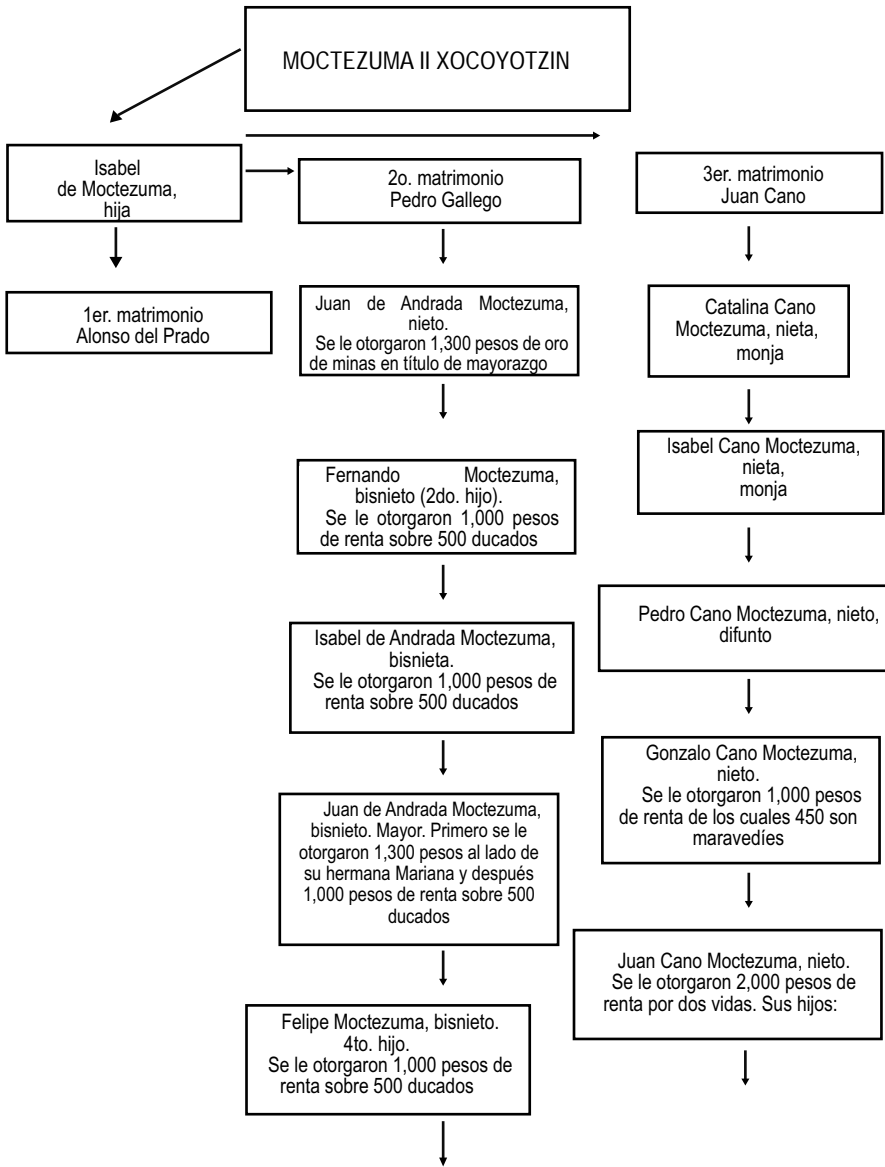 MOCTEZUMA II XOCOYOTZIN
Isabel
de Moctezuma,
hija
1er. matrimonio
Alonso del Prado
2o. matrimonio
Pedro Gallego
Juan de Andrada Moctezuma,
nieto.
Se le otorgaron 1,300 pesos de oro
de minas en título de mayorazgo
Fernando Moctezuma,
bisnieto (2do. hijo).
Se le otorgaron 1,000 pesos
de renta sobre 500 ducados
Isabel de Andrada Moctezuma,
bisnieta.
Se le otorgaron 1,000 pesos de
renta sobre 500 ducados
Juan de Andrada Moctezuma,
bisnieto. Mayor. Primero se le
otorgaron 1,300 pesos al lado de
su hermana Mariana y después
1,000 pesos de renta sobre 500
ducados
Felipe Moctezuma, bisnieto.
4to. hijo.
Se le otorgaron 1,000 pesos de
renta sobre 500 ducados
3er. matrimonio
Juan Cano
Catalina Cano
Moctezuma, nieta,
monja
Isabel Cano Moctezuma,
nieta,
monja
Pedro Cano Moctezuma, nieto,
difunto
Gonzalo Cano Moctezuma,
nieto.
Se le otorgaron 1,000 pesos
de renta de los cuales 450 son
maravedíes
Juan Cano Moctezuma, nieto.
Se le otorgaron 2,000 pesos de
renta por dos vidas. Sus hijos: